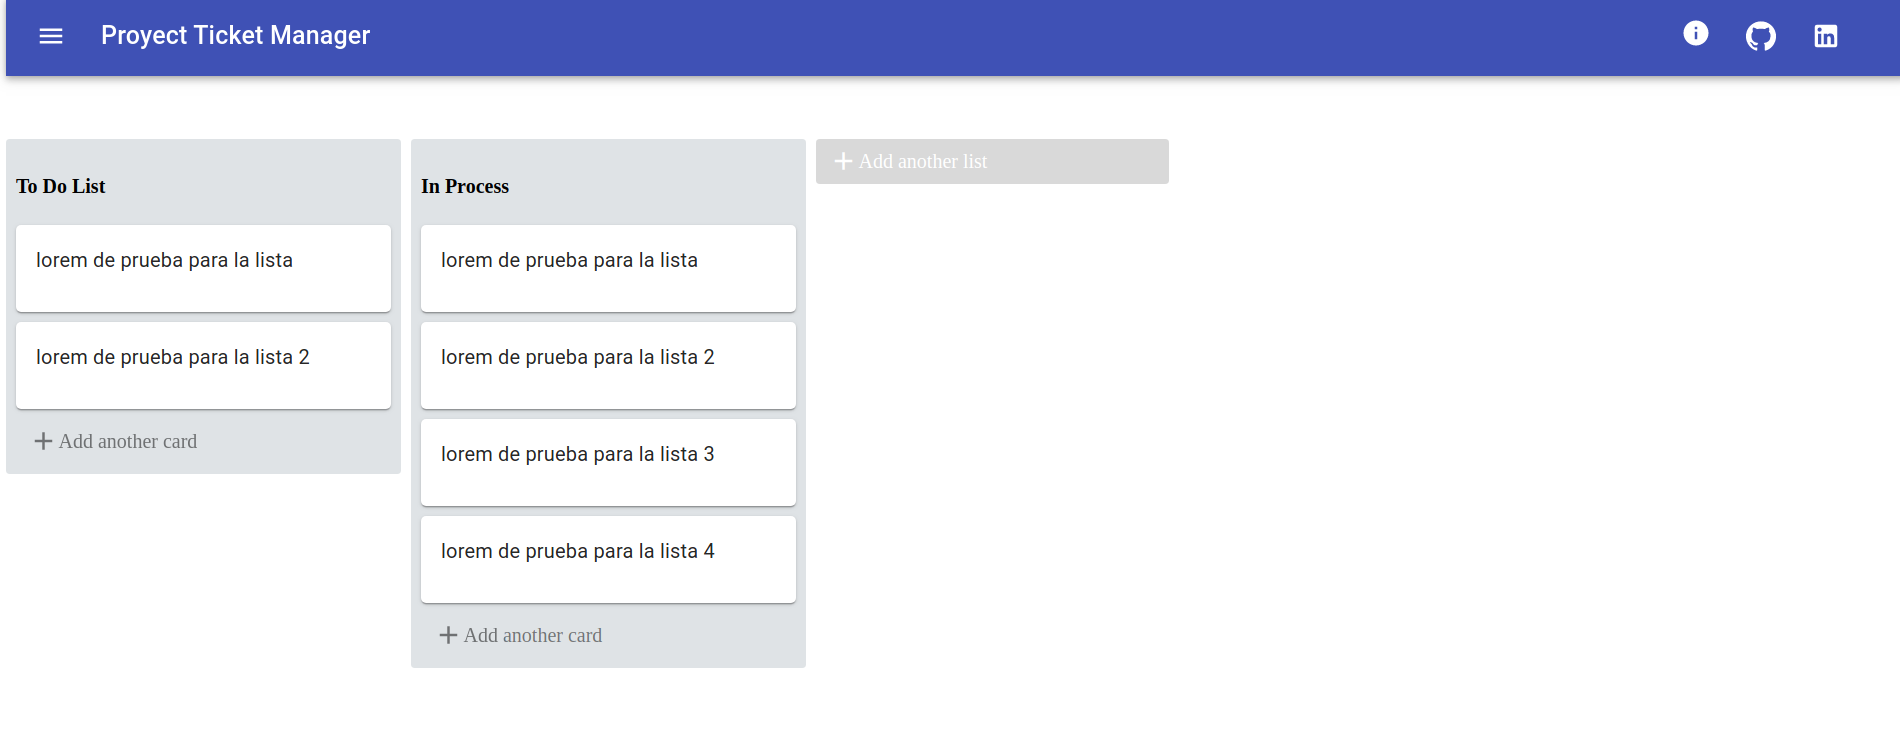 Proyect Ticket Manager
To Do List
lorem de prueba para la lista
lorem de prueba para la lista 2
Add another card
In Process
lorem de prueba para la lista
lorem de prueba para la lista 2
lorem de prueba para la lista 3
lorem de prueba para la lista 4
Add another card
Add another list